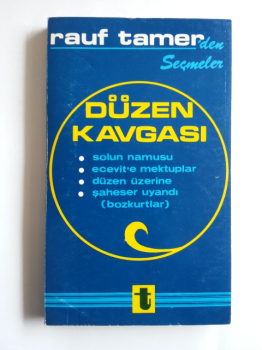 rauf tamer'den
Seçmeler
DÜZEN
KAVGASI
• solun namusu
• ecevit-e mektuplar
• düzen üzerine
• şaheser uyandı
(bozkurtlar)
t